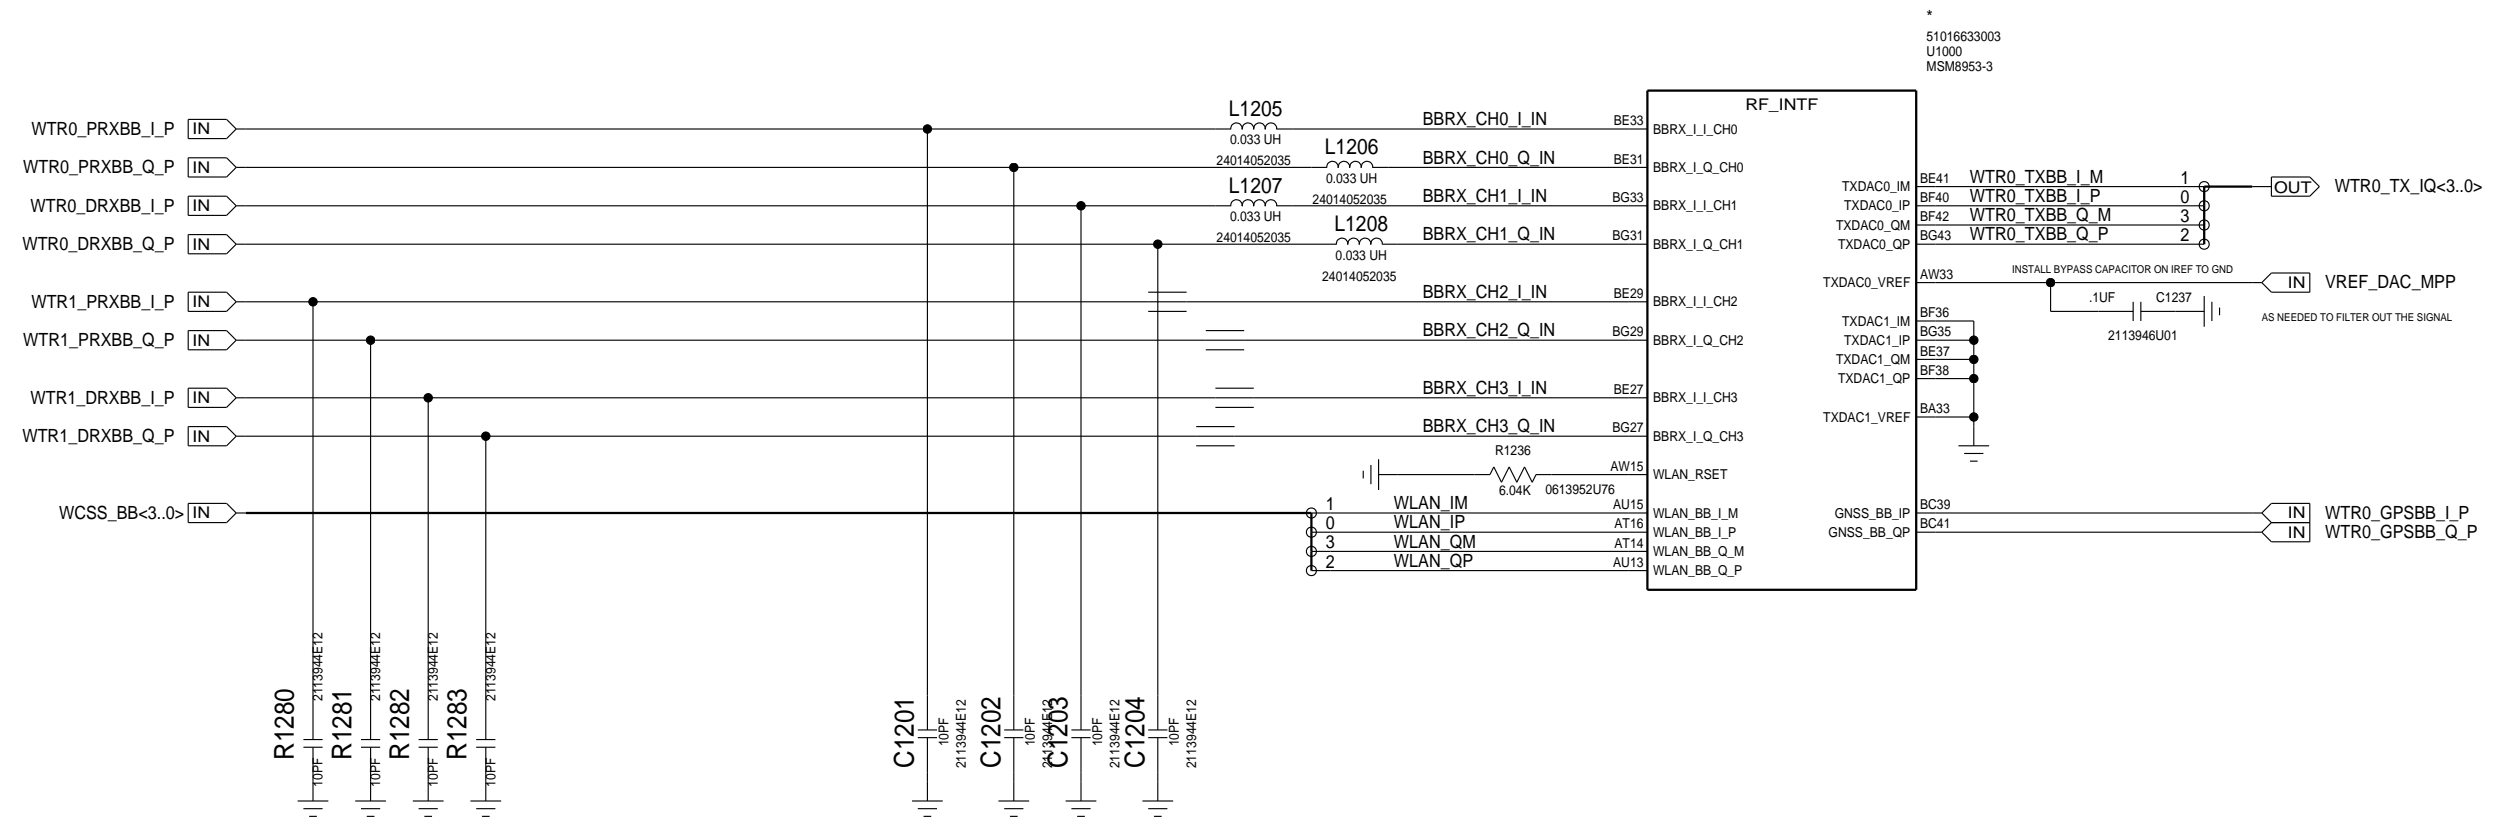 *
51016633003
U1000
MSM8953-3
RF_INTF
WTR0_PRXBB_I_P IN
L1205
0.033 UH
24014052035
BBRX_CH0_I_IN BE33 BBRX_I_I_CH0
WTR0_PRXBB_Q_P IN
L1206
0.033 UH
24014052035
BBRX_CH0_Q_IN BE31 BBRX_I_Q_CH0
WTR0_DRXBB_I_P IN
L1207
0.033 UH
24014052035
BBRX_CH1_I_IN BG33 BBRX_I_I_CH1
WTR0_DRXBB_Q_P IN
L1208
0.033 UH
24014052035
BBRX_CH1_Q_IN BG31 BBRX_I_Q_CH1
WTR1_PRXBB_I_P IN BBRX_CH2_I_IN BE29 BBRX_I_I_CH2
WTR1_PRXBB_Q_P IN BBRX_CH2_Q_IN BG29 BBRX_I_Q_CH2
WTR1_DRXBB_I_P IN BBRX_CH3_I_IN BE27 BBRX_I_I_CH3
WTR1_DRXBB_Q_P IN BBRX_CH3_Q_IN BG27 BBRX_I_Q_CH3
R1236
6.04K 0613952U76
AW15 WLAN_RSET
WCSS_BB<3..0> IN
1 WLAN_IM AU15 WLAN_BB_I_M
0 WLAN_IP AT16 WLAN_BB_I_P
3 WLAN_QM AT14 WLAN_BB_Q_M
2 WLAN_QP AU13 WLAN_BB_Q_P
TXDAC0_IM BE41 WTR0_TXBB_I_M 1
TXDAC0_IP BF40 WTR0_TXBB_I_P 0
TXDAC0_QM BF42 WTR0_TXBB_Q_M 3
TXDAC0_QP BG43 WTR0_TXBB_Q_P 2
OUT WTR0_TX_IQ<3..0>
INSTALL BYPASS CAPACITOR ON IREF TO GND
TXDAC0_VREF AW33 IN VREF_DAC_MPP
.1UF C1237
2113946U01
AS NEEDED TO FILTER OUT THE SIGNAL
TXDAC1_IM BF36
TXDAC1_IP BG35
TXDAC1_QM BE37
TXDAC1_QP BF38
TXDAC1_VREF BA33
GNSS_BB_IP BC39 IN WTR0_GPSBB_I_P
GNSS_BB_QP BC41 IN WTR0_GPSBB_Q_P
R1280 2113944E12 10PF
R1281 2113944E12 10PF
R1282 2113944E12 10PF
R1283 2113944E12 10PF
C1201 10PF 2113944E12
C1202 10PF 2113944E12
C1203 10PF 2113944E12
C1204 10PF 2113944E12